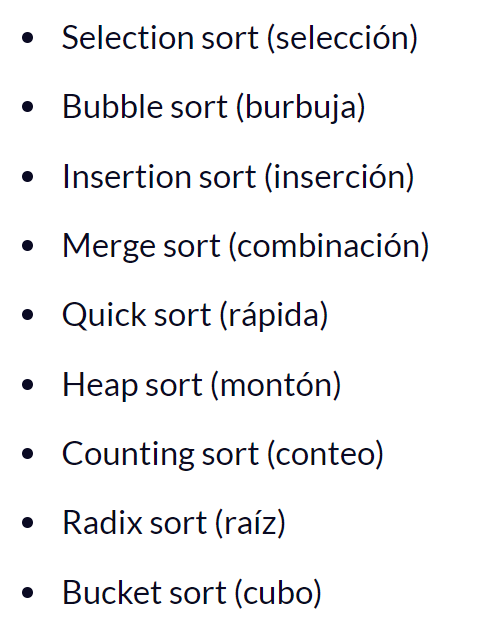 • Selection sort (selección)
• Bubble sort (burbuja)
• Insertion sort (inserción)
• Merge sort (combinación)
• Quick sort (rápida)
• Heap sort (montón)
• Counting sort (conteo)
• Radix sort (raíz)
• Bucket sort (cubo)